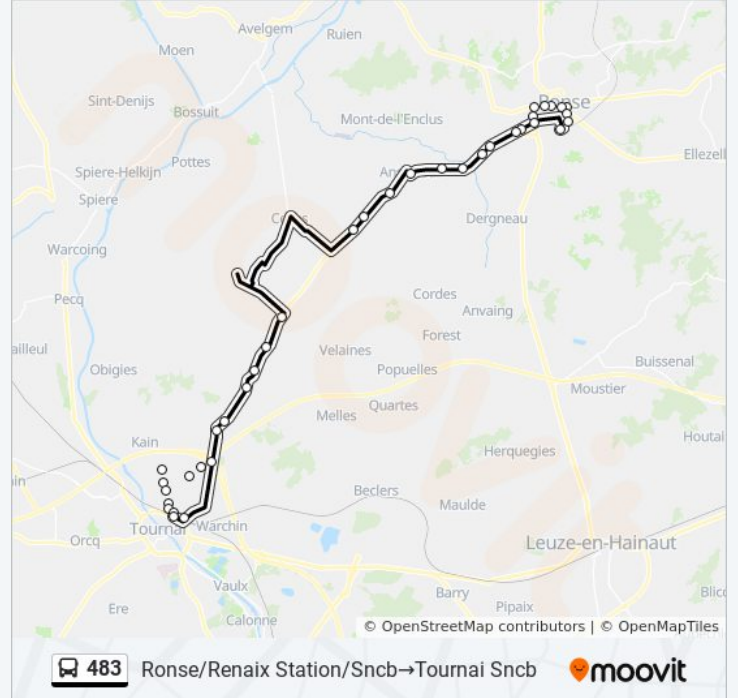 Avelgem
Ruien
Moen
Sint-Denijs
Bossuit
Ronse
Mont-de-l'Enclus
Pottes
Ellezell
Spiere-Helkijn
Spiere
Dergneau
Warcoing
Cordes
Pecq
Anvaing
Forest
ailleul
Velaines
Buissenal
Obigies
Popuelles
Moustier
Quartes
Melles
Houtai
Kain
Herquegies
Beclers
Maulde
Tournai
Warchin
Orcq
Leuze-en-Hainaut
Vaulx
Barry
Blic
Ere
Pipaix
Calonne
© OpenStreetMap contributors | © OpenMapTiles
483 Ronse/Renaix Station/Sncb→Tournai Sncb moovit